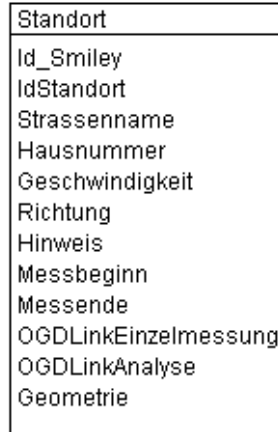 Standort
Id_Smiley
IdStandort
Strassenname
Hausnummer
Geschwindigkeit
Richtung
Hinweis
Messbeginn
Messende
OGDLinkEinzelmessung
OGDLinkAnalyse
Geometrie